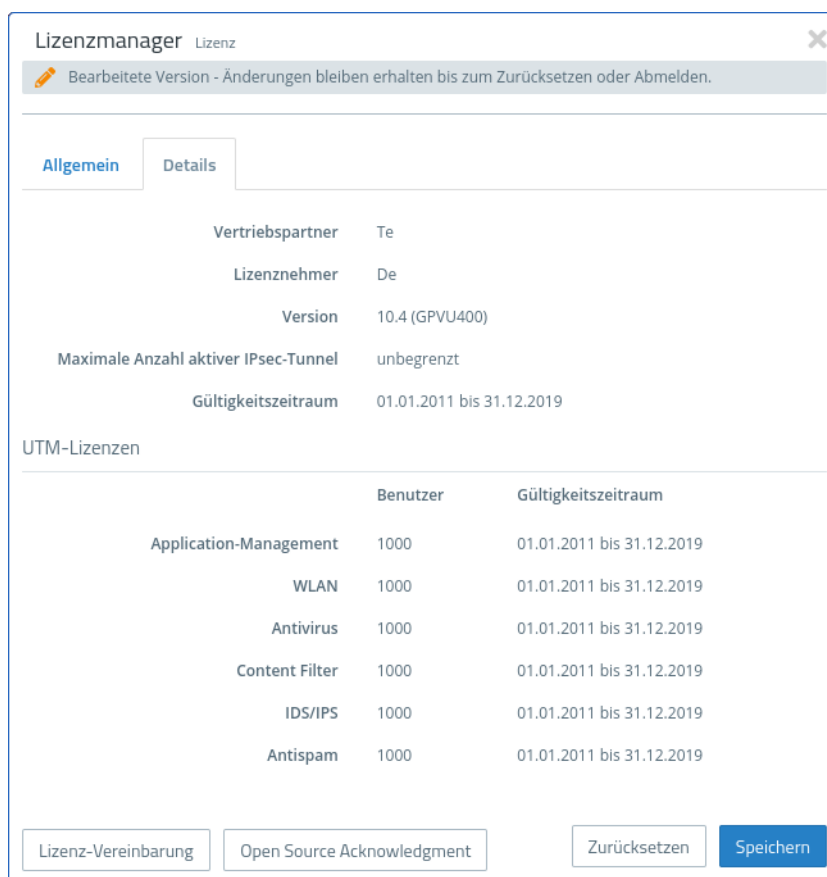 Lizenzmanager Lizenz
Bearbeitete Version - Änderungen bleiben erhalten bis zum Zurücksetzen oder Abmelden.
Allgemein Details
Vertriebspartner Te
Lizenznehmer De
Version 10.4 (GPVU400)
Maximale Anzahl aktiver IPsec-Tunnel unbegrenzt
Gültigkeitszeitraum 01.01.2011 bis 31.12.2019
UTM-Lizenzen
Benutzer Gültigkeitszeitraum
Application-Management 1000 01.01.2011 bis 31.12.2019
WLAN 1000 01.01.2011 bis 31.12.2019
Antivirus 1000 01.01.2011 bis 31.12.2019
Content Filter 1000 01.01.2011 bis 31.12.2019
IDS/IPS 1000 01.01.2011 bis 31.12.2019
Antispam 1000 01.01.2011 bis 31.12.2019
Lizenz-Vereinbarung Open Source Acknowledgment Zurücksetzen Speichern